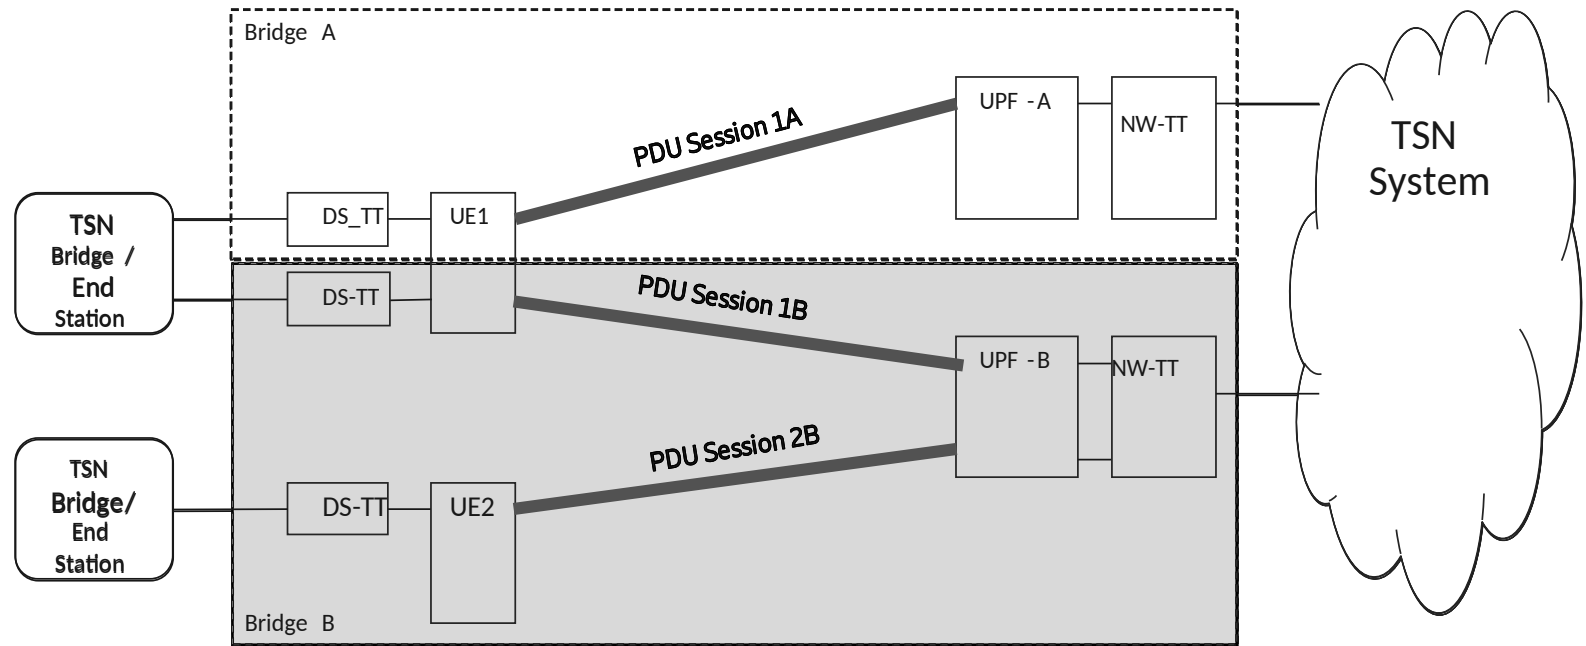 Bridge A
UPF -A
NW-TT
TSN
System
PDU Session 1A
DS_TT
UE1
TSN
Bridge /
End
Station
DS-TT
PDU Session 1B
UPF -B
NW-TT
PDU Session 2B
TSN
Bridge/
End
Station
DS-TT
UE2
Bridge B